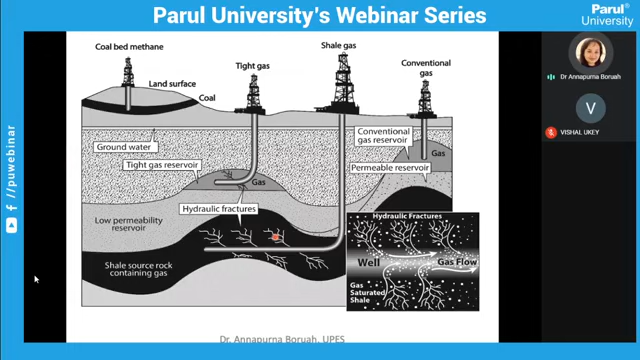 Parul University's Webinar Series
Parul®
University
/puwebinar
Coal bed methane
Land surface
Coal
Tight gas
Shale gas
Conventional
gas
Ground water
Tight gas reservoir
Gas
Hydraulic fractures
Conventional
gas reservoir
Gas
Permeable reservoir
Low permeability
reservoir
Shale source rock
containing gas
Hydraulic Fractures
Well
Gas Flow
Gas
Saturated
Shale
Dr. Annapurna Boruah, UPES
Dr Annapurna Boruah
V
VISHAL UKEY